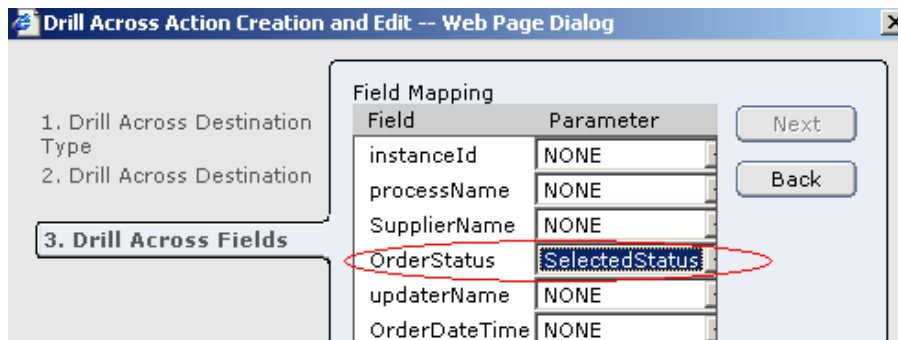 Drill Across Action Creation and Edit -- Web Page Dialog
1. Drill Across Destination
Type
2. Drill Across Destination
3. Drill Across Fields
Field Mapping
Field Parameter
instanceId NONE
processName NONE
SupplierName NONE
OrderStatus SelectedStatus
updaterName NONE
OrderDateTime NONE
Next
Back